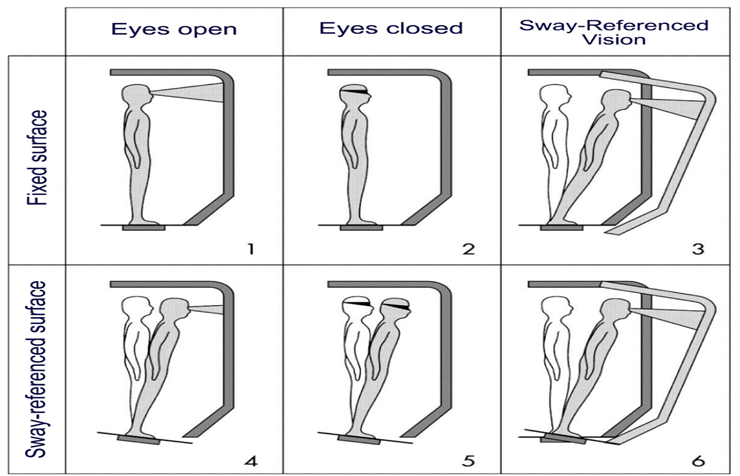 Eyes open
Eyes closed
Sway-Referenced
Vision
Fixed surface
1
2
3
Sway-referenced surface
4
5
6